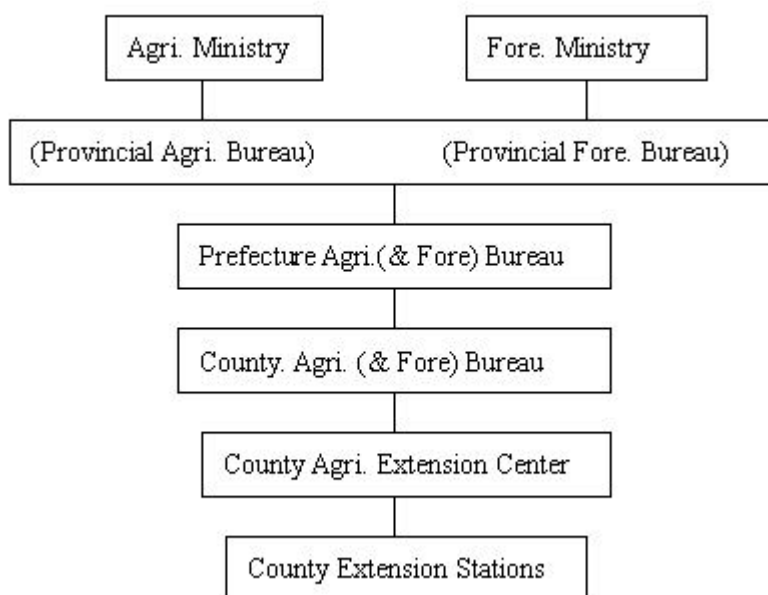 Agri. Ministry
Fore. Ministry
(Provincial Agri. Bureau)
(Provincial Fore. Bureau)
Prefecture Agri.(& Fore) Bureau
County. Agri. (& Fore) Bureau
County Agri. Extension Center
County Extension Stations